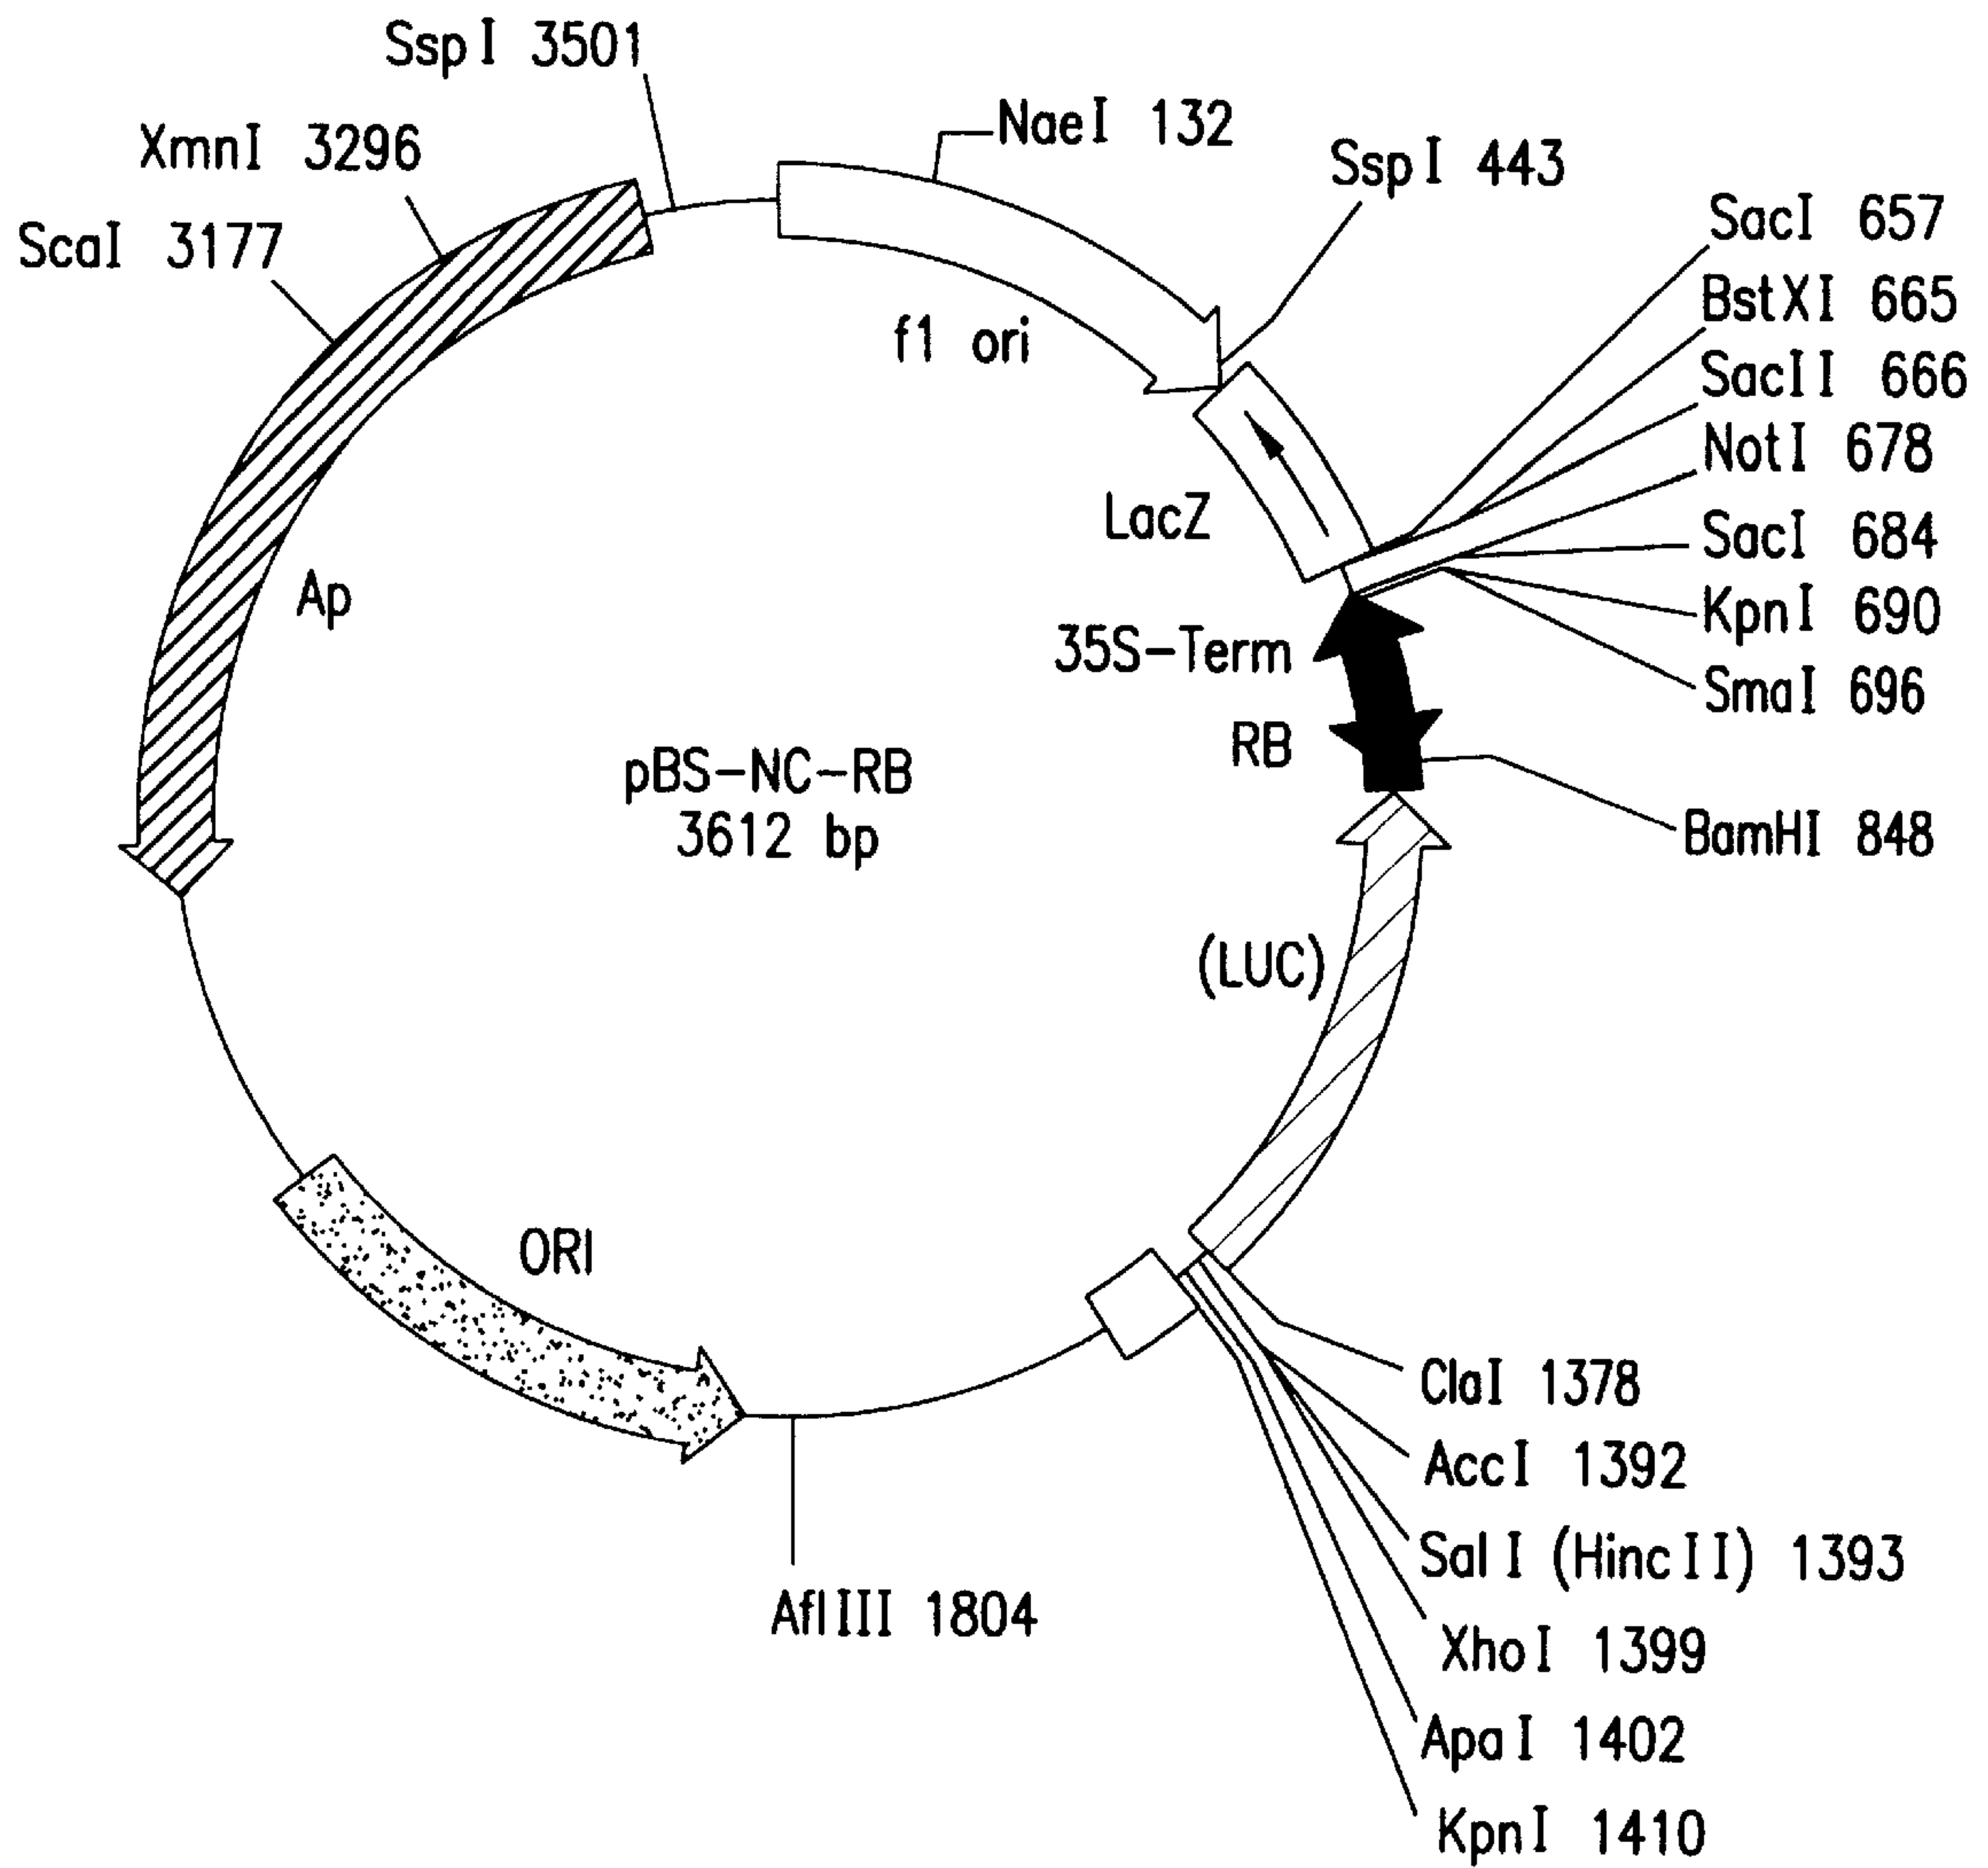 SspI 3501
NaeI 132
XmnI 3296
SspI 443
ScaI 3177
SacI 657
BstXI 665
f1 ori
SacII 666
NotI 678
LacZ
SacI 684
Ap
KpnI 690
35S-Term
SmaI 696
RB
pBS-NC-RB
3612 bp
BamHI 848
(LUC)
ORI
ClaI 1378
AccI 1392
SalI (HincII) 1393
AflIII 1804
XhoI 1399
ApaI 1402
KpnI 1410